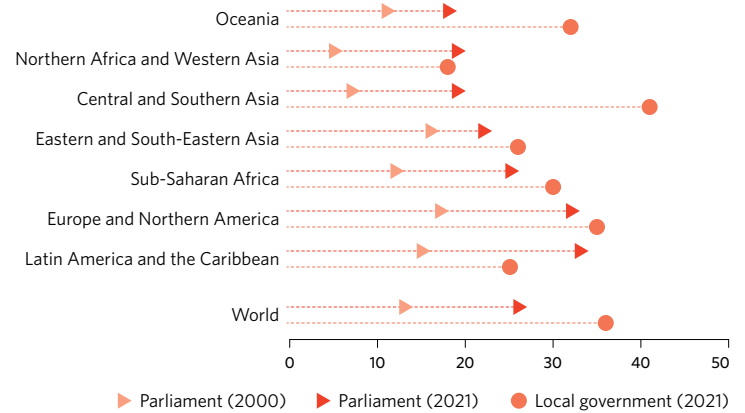 Oceania
Northern Africa and Western Asia
Central and Southern Asia
Eastern and South-Eastern Asia
Sub-Saharan Africa
Europe and Northern America
Latin America and the Caribbean
World
0 10 20 30 40 50
Parliament (2000) Parliament (2021) Local government (2021)